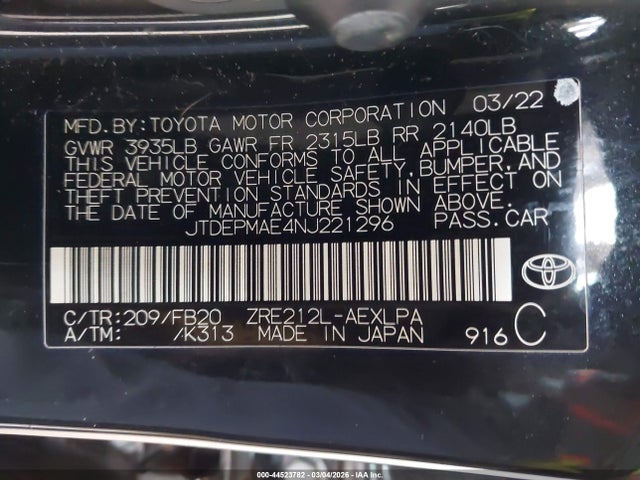 MFD.BY:TOYOTA MOTOR CORPORATION 03/22
GVWR 3935LB GAWR FR 2315LB RR 2140LB
THIS VEHICLE CONFORMS TO ALL APPLICABLE
FEDERAL MOTOR VEHICLE SAFETY,BUMPER,AND
THEFT PREVENTION STANDARDS IN EFFECT ON
THE DATE OF MANUFACTURE SHOWN ABOVE.
JTDEPMAE4NJ221296 PASS.CAR
C/TR:209/FB20 ZRE212L-AEXLPA
A/TM: /K313 MADE IN JAPAN 916 C
000-44523782 - 03/04/2026 - IAAI.COM